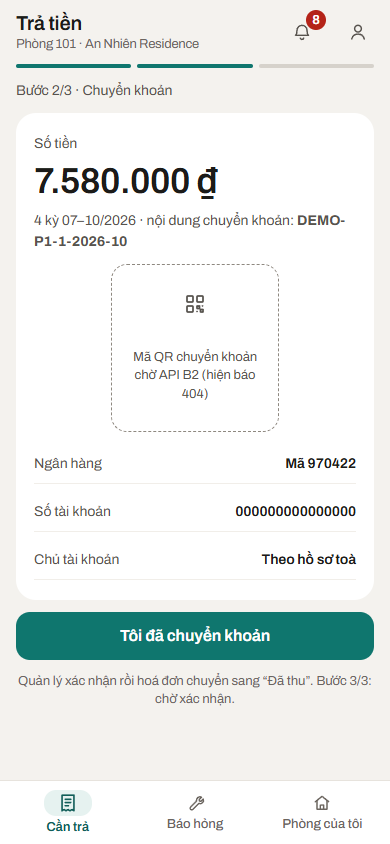 Trả tiền
8
Phòng 101 · An Nhiên Residence
Bước 2/3 · Chuyển khoản
Số tiền
7.580.000 ₫
4 kỳ 07–10/2026 · nội dung chuyển khoản: DEMO-
P1-1-2026-10
Mã QR chuyển khoản
chờ API B2 (hiện báo
404)
Ngân hàng Mã 970422
Số tài khoản 000000000000000
Chủ tài khoản Theo hồ sơ toà
Tôi đã chuyển khoản
Quản lý xác nhận rồi hoá đơn chuyển sang “Đã thu”. Bước 3/3:
chờ xác nhận.
Cần trả Báo hỏng Phòng của tôi